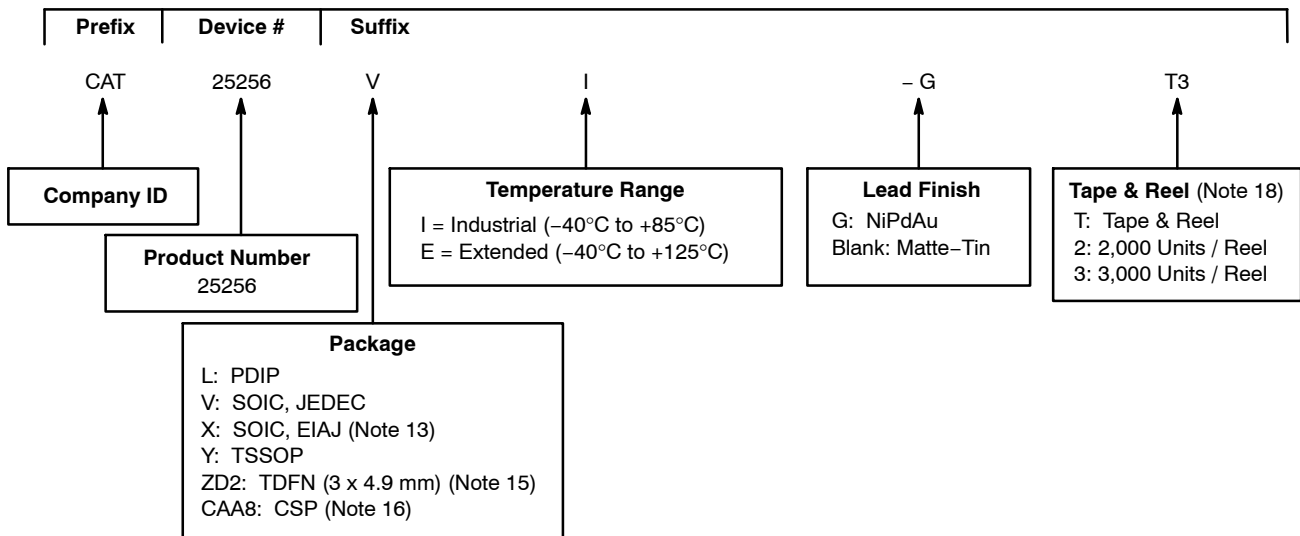 Prefix Device # Suffix
CAT 25256 V I – G T3
Company ID
Product Number
25256
Package
L: PDIP
V: SOIC, JEDEC
X: SOIC, EIAJ (Note 13)
Y: TSSOP
ZD2: TDFN (3 x 4.9 mm) (Note 15)
CAA8: CSP (Note 16)
Temperature Range
I = Industrial (−40°C to +85°C)
E = Extended (−40°C to +125°C)
Lead Finish
G: NiPdAu
Blank: Matte−Tin
Tape & Reel (Note 18)
T: Tape & Reel
2: 2,000 Units / Reel
3: 3,000 Units / Reel